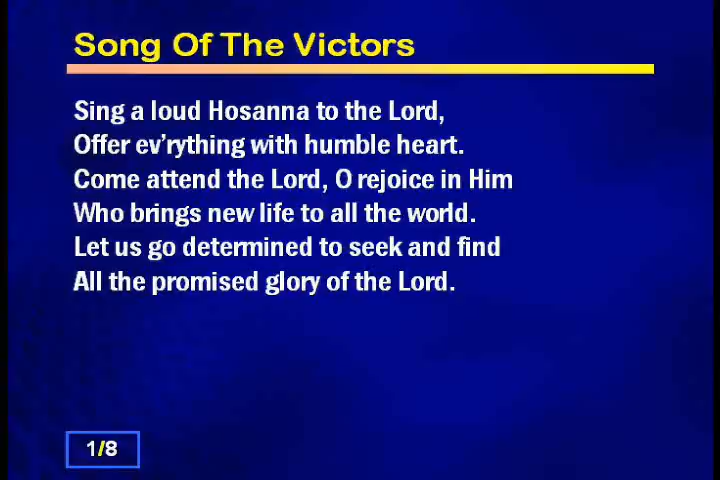 Song Of The Victors
Sing a loud Hosanna to the Lord,
Offer ev'rything with humble heart.
Come attend the Lord, O rejoice in Him
Who brings new life to all the world.
Let us go determined to seek and find
All the promised glory of the Lord.
1/8